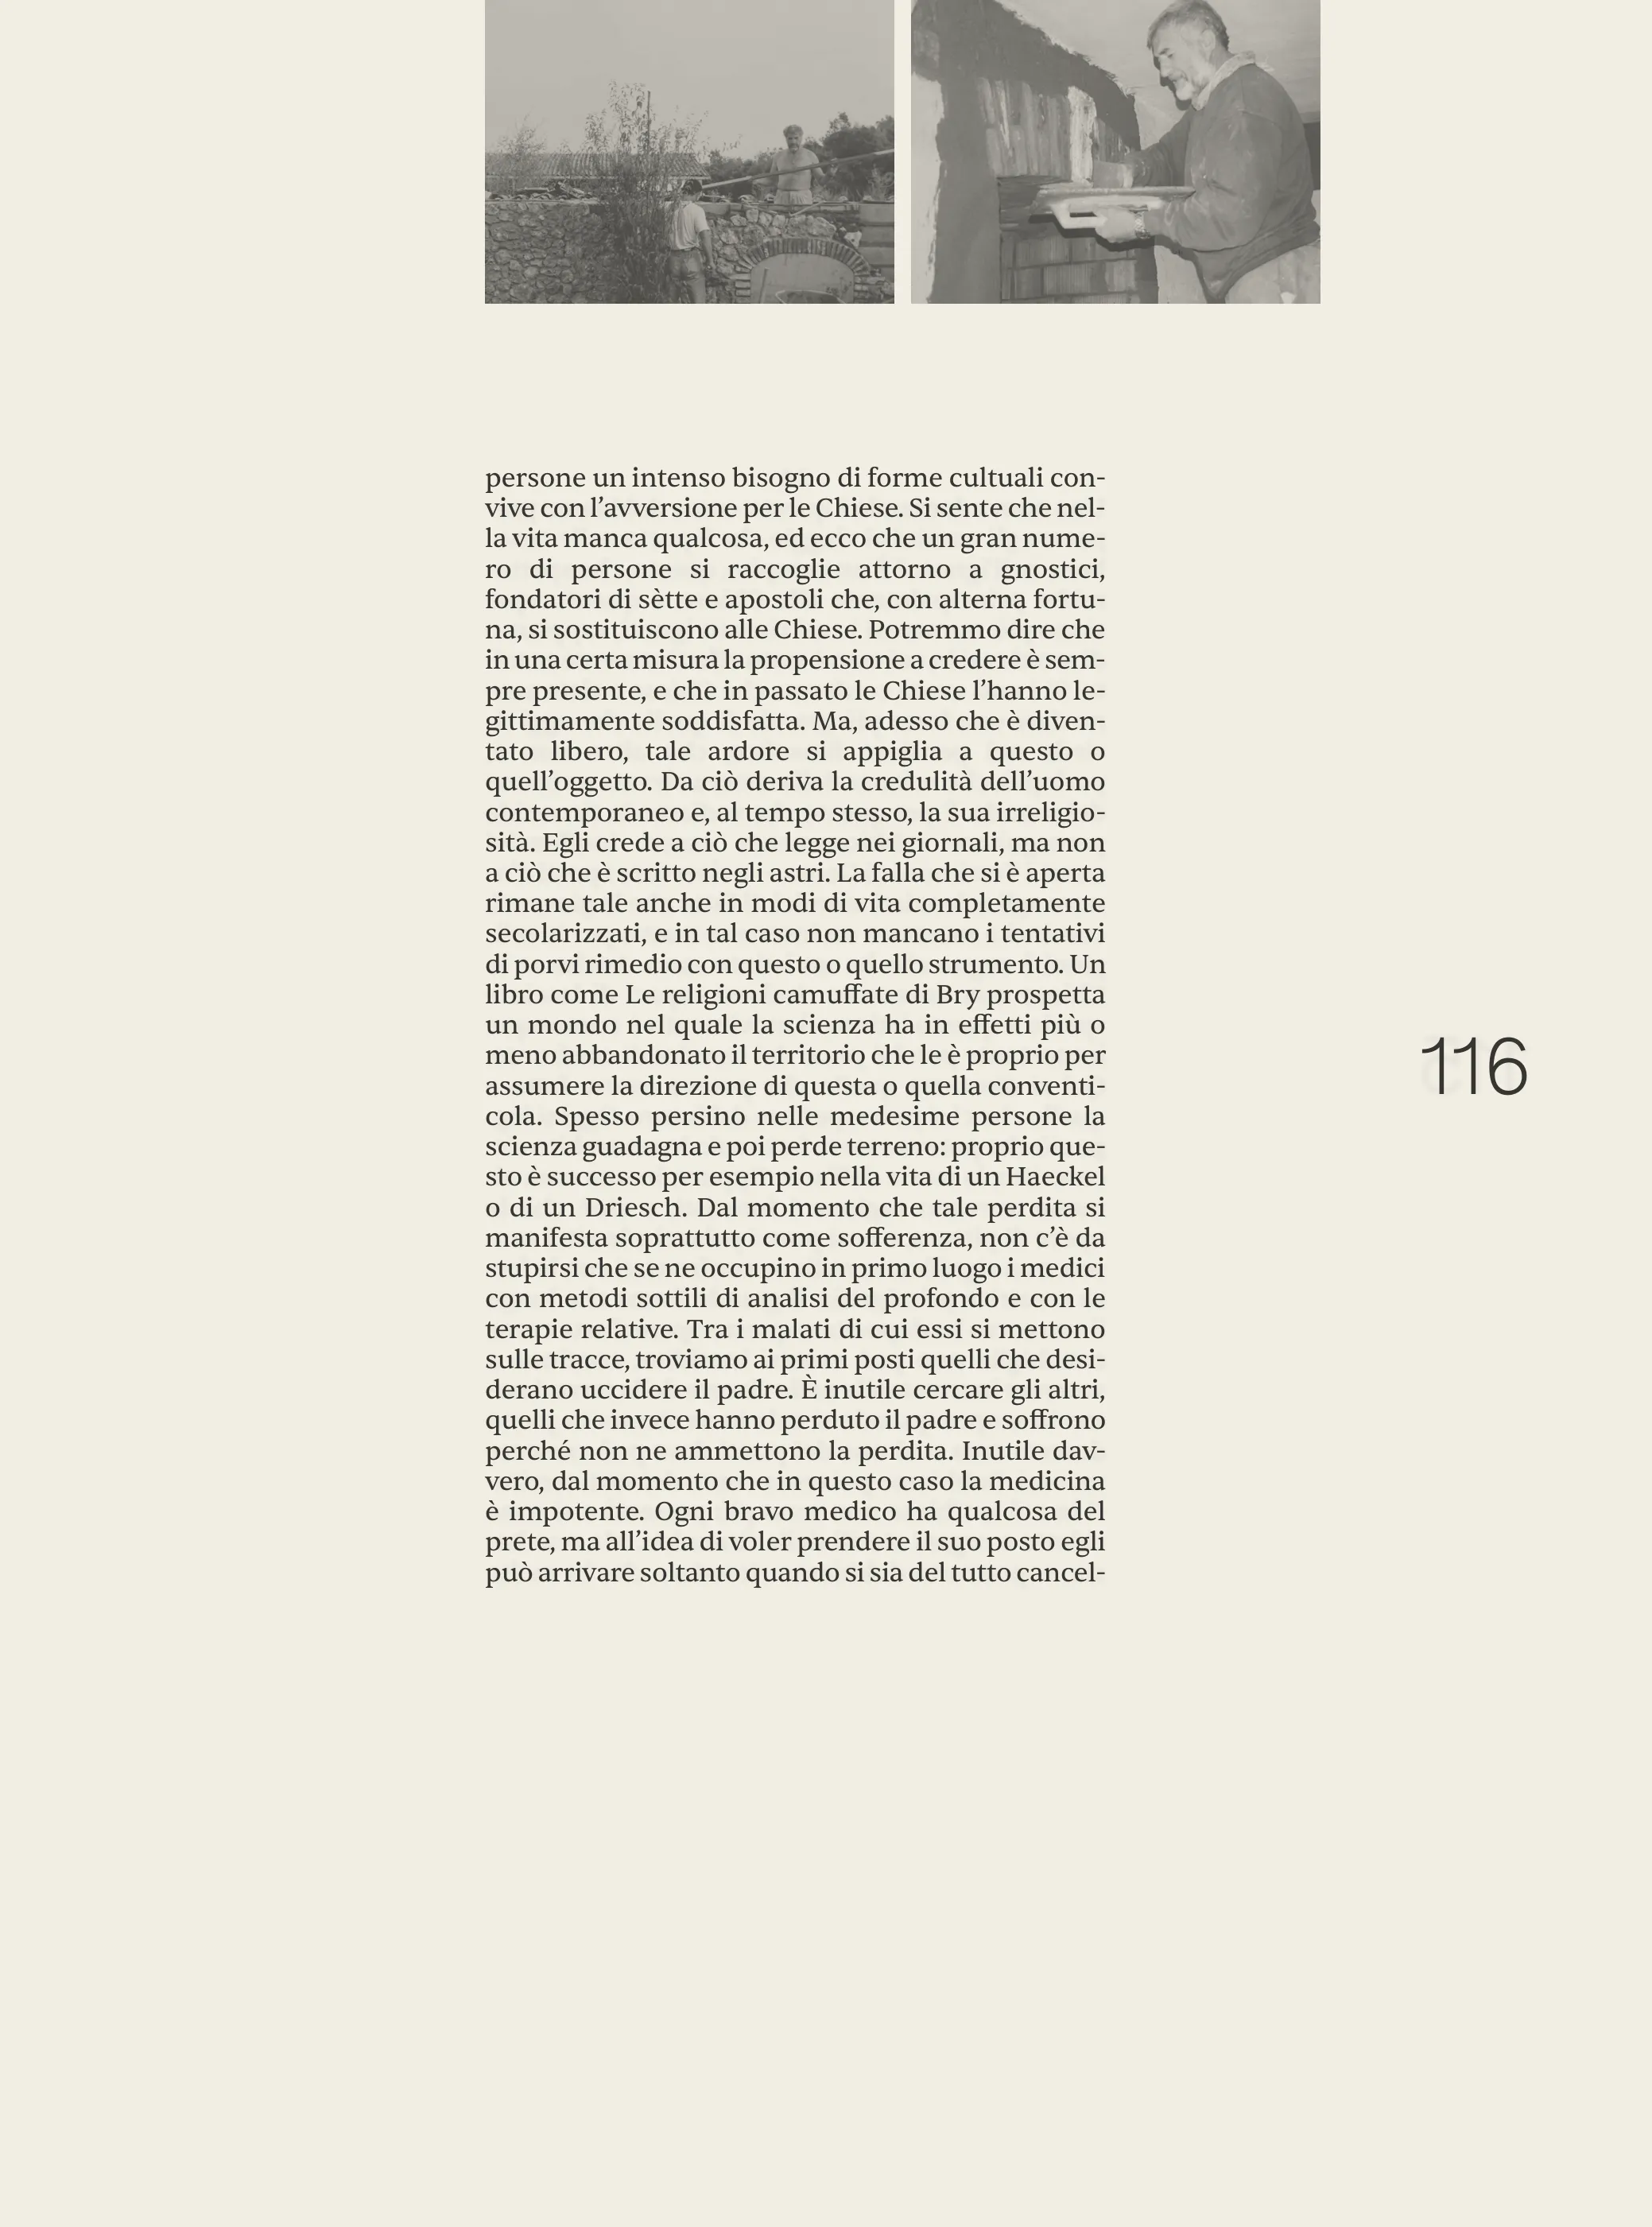 persone un intenso bisogno di forme cultuali con-
vive con l’avversione per le Chiese. Si sente che nel-
la vita manca qualcosa, ed ecco che un gran nume-
ro di persone si raccoglie attorno a gnostici,
fondatori di sètte e apostoli che, con alterna fortu-
na, si sostituiscono alle Chiese. Potremmo dire che
in una certa misura la propensione a credere è sem-
pre presente, e che in passato le Chiese l’hanno le-
gittimamente soddisfatta. Ma, adesso che è diven-
tato libero, tale ardore si appiglia a questo o
quell’oggetto. Da ciò deriva la credulità dell’uomo
contemporaneo e, al tempo stesso, la sua irreligio-
sità. Egli crede a ciò che legge nei giornali, ma non
a ciò che è scritto negli astri. La falla che si è aperta
rimane tale anche in modi di vita completamente
secolarizzati, e in tal caso non mancano i tentativi
di porvi rimedio con questo o quello strumento. Un
libro come Le religioni camuffate di Bry prospetta
un mondo nel quale la scienza ha in effetti più o
meno abbandonato il territorio che le è proprio per
assumere la direzione di questa o quella conventi-
cola. Spesso persino nelle medesime persone la
scienza guadagna e poi perde terreno: proprio que-
sto è successo per esempio nella vita di un Haeckel
o di un Driesch. Dal momento che tale perdita si
manifesta soprattutto come sofferenza, non c’è da
stupirsi che se ne occupino in primo luogo i medici
con metodi sottili di analisi del profondo e con le
terapie relative. Tra i malati di cui essi si mettono
sulle tracce, troviamo ai primi posti quelli che desi-
derano uccidere il padre. È inutile cercare gli altri,
quelli che invece hanno perduto il padre e soffrono
perché non ne ammettono la perdita. Inutile dav-
vero, dal momento che in questo caso la medicina
è impotente. Ogni bravo medico ha qualcosa del
prete, ma all’idea di voler prendere il suo posto egli
può arrivare soltanto quando si sia del tutto cancel-
116